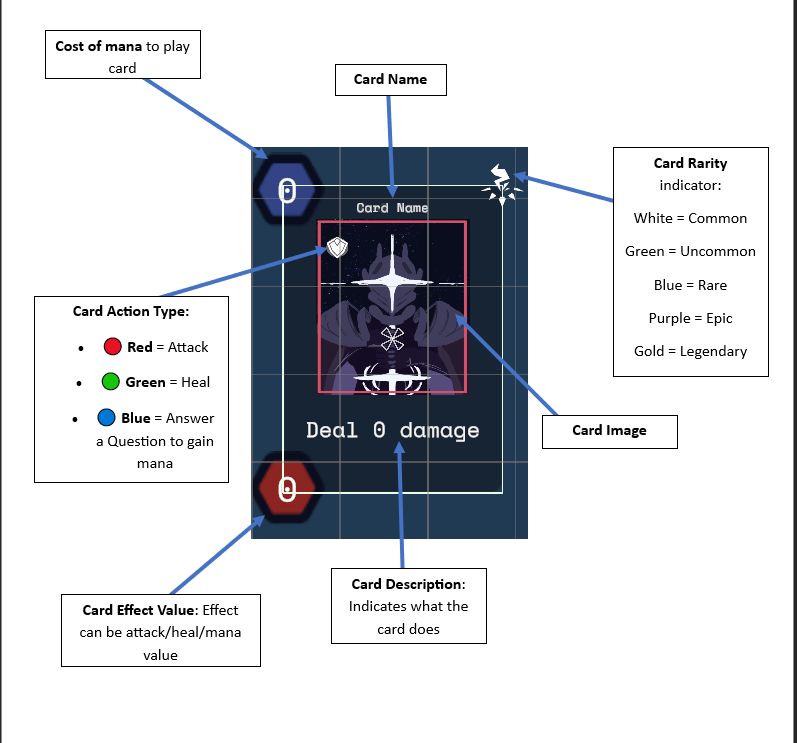 Cost of mana to play
card
Card Name
Card Rarity
indicator:
White = Common
Green = Uncommon
Blue = Rare
Purple = Epic
Gold = Legendary
0
Card Name
Card Action Type:
• Red = Attack
• Green = Heal
• Blue = Answer
a Question to gain
mana
Card Image
Deal 0 damage
0
Card Effect Value: Effect
can be attack/heal/mana
value
Card Description:
Indicates what the
card does